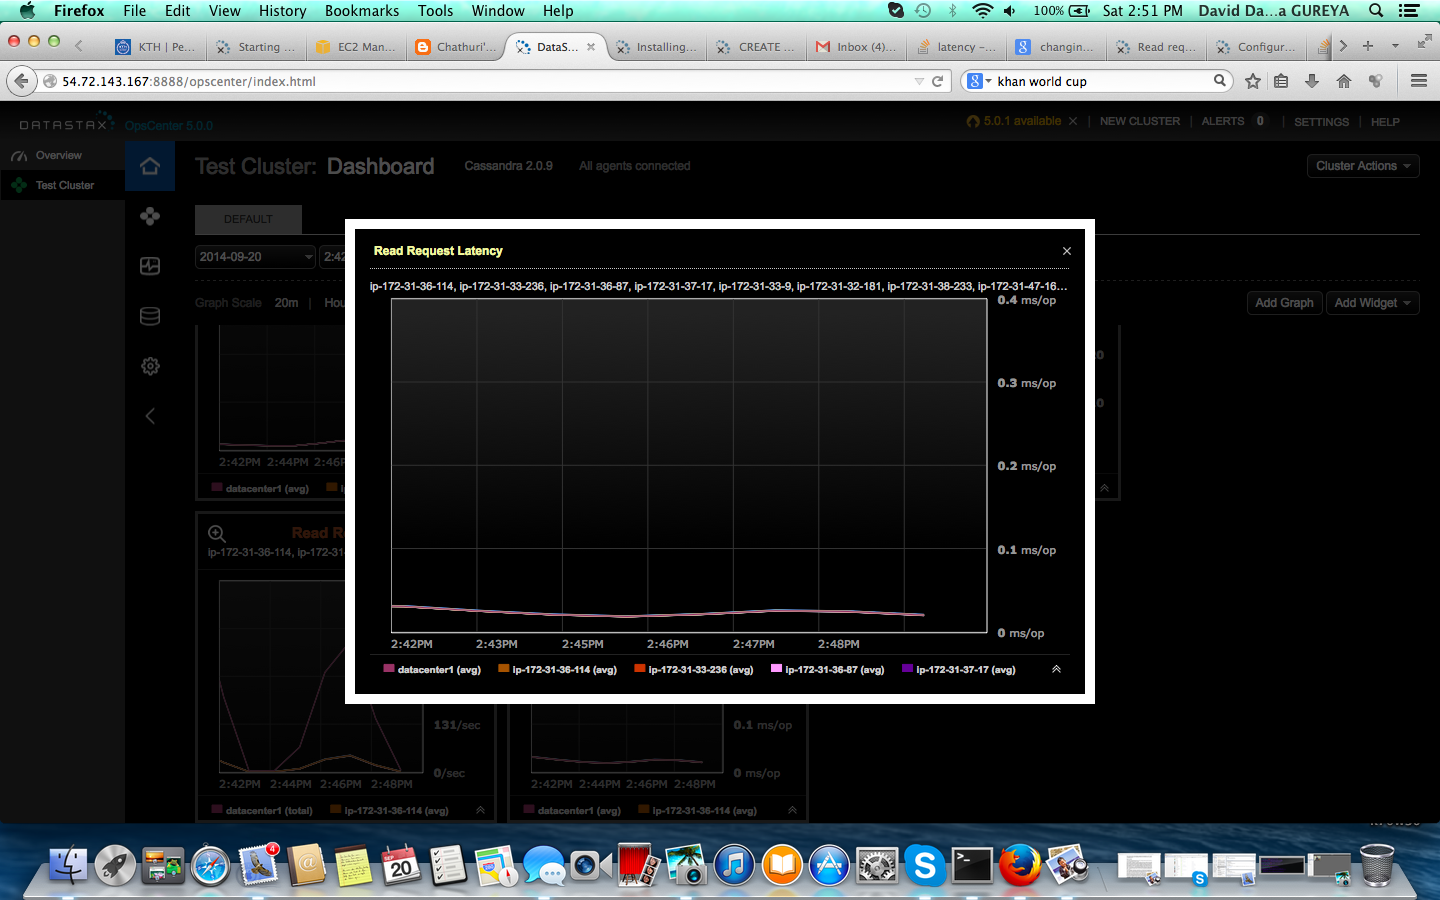 Firefox File Edit View History Bookmarks Tools Window Help 100% Sat 2:51 PM David Da...a GUREYA
KTH | Pe... Starting ... EC2 Man... Chathuri'... DataS... Installing... CREATE ... Inbox (4)... latency -... changin... Read req... Configur...
54.72.143.167:8888/opscenter/index.html khan world cup
DATASTAX OpsCenter 5.0.0 5.0.1 available NEW CLUSTER | ALERTS 0 | SETTINGS | HELP
Overview
Test Cluster
Test Cluster: Dashboard Cassandra 2.0.9 All agents connected Cluster Actions
DEFAULT
2014-09-20 2:42
Graph Scale 20m | Hou
Add Graph Add Widget
Read Request Latency
ip-172-31-36-114, ip-172-31-33-236, ip-172-31-36-87, ip-172-31-37-17, ip-172-31-33-9, ip-172-31-32-181, ip-172-31-38-233, ip-172-31-47-16...
0.4 ms/op
0.3 ms/op
0.2 ms/op
0.1 ms/op
0 ms/op
2:42PM 2:43PM 2:45PM 2:46PM 2:47PM 2:48PM
datacenter1 (avg) ip-172-31-36-114 (avg) ip-172-31-33-236 (avg) ip-172-31-36-87 (avg) ip-172-31-37-17 (avg)
2:42PM 2:44PM 2:46P
datacenter1 (avg)
Read R
ip-172-31-36-114, ip-172-31
131/sec
0/sec
2:42PM 2:44PM 2:46PM 2:48PM
datacenter1 (total) ip-172-31-36-114 (avg)
0.1 ms/op
0 ms/op
2:42PM 2:44PM 2:46PM 2:48PM
datacenter1 (avg) ip-172-31-36-114 (avg)
4
SEP
20